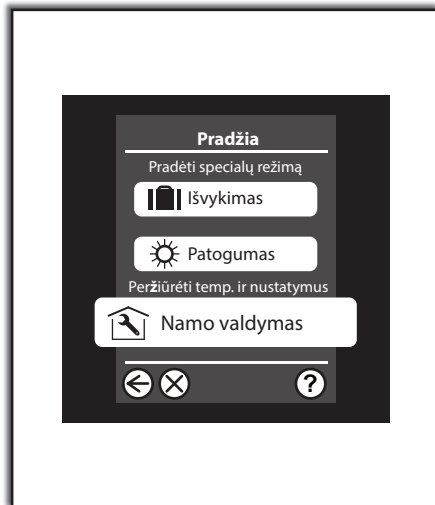 Pradžia
Pradėti specialų režimą
Išvykimas
Patogumas
Peržiūrėti temp. ir nustatymus
Namo valdymas
?